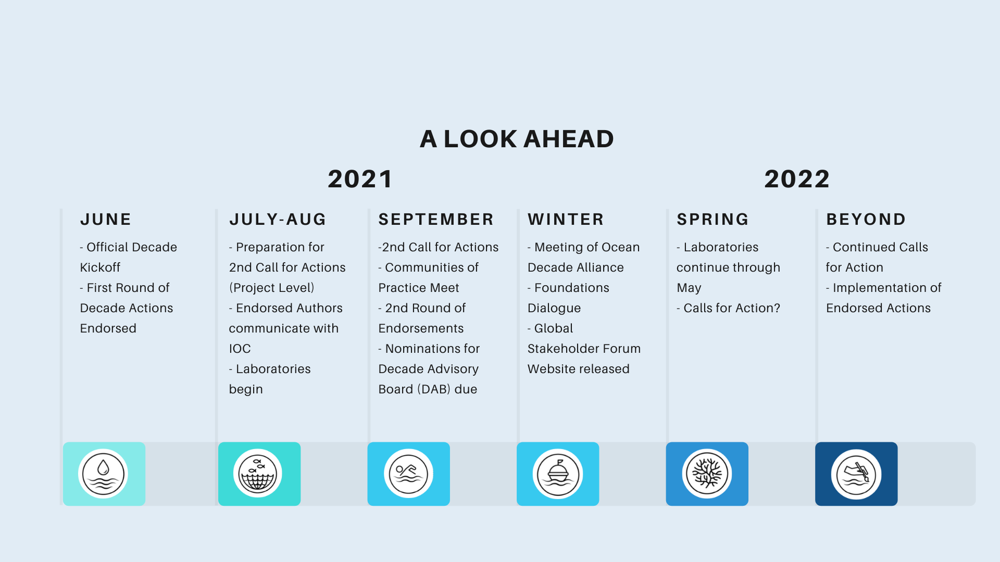 A LOOK AHEAD
2021
2022
JUNE
- Official Decade
Kickoff
- First Round of
Decade Actions
Endorsed
JULY-AUG
- Preparation for
2nd Call for Actions
(Project Level)
- Endorsed Authors
communicate with
IOC
- Laboratories
begin
SEPTEMBER
-2nd Call for Actions
- Communities of
Practice Meet
- 2nd Round of
Endorsements
- Nominations for
Decade Advisory
Board (DAB) due
WINTER
- Meeting of Ocean
Decade Alliance
- Foundations
Dialogue
- Global
Stakeholder Forum
Website released
SPRING
- Laboratories
continue through
May
- Calls for Action?
BEYOND
- Continued Calls
for Action
- Implementation of
Endorsed Actions